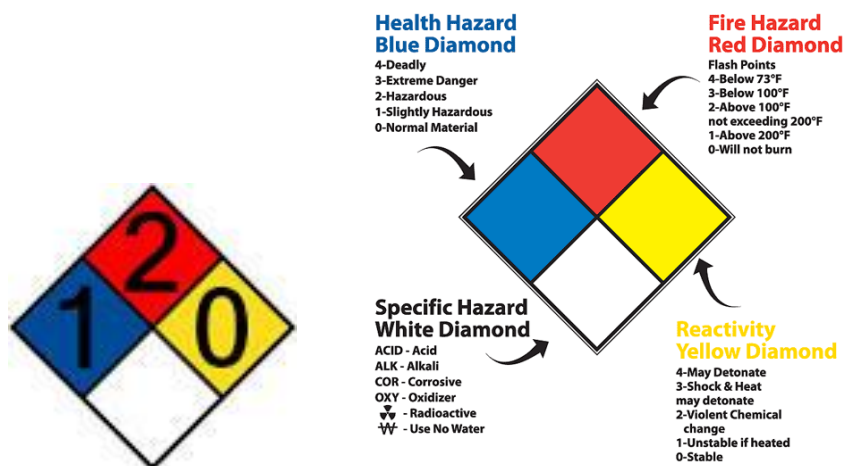 Health Hazard
Blue Diamond
4-Deadly
3-Extreme Danger
2-Hazardous
1-Slightly Hazardous
0-Normal Material
Fire Hazard
Red Diamond
Flash Points
4-Below 73°F
3-Below 100°F
2-Above 100°F
not exceeding 200°F
1-Above 200°F
0-Will not burn
2
1 0
Specific Hazard
White Diamond
ACID - Acid
ALK - Alkali
COR - Corrosive
OXY - Oxidizer
☢ - Radioactive
W̶ - Use No Water
Reactivity
Yellow Diamond
4-May Detonate
3-Shock & Heat
may detonate
2-Violent Chemical
change
1-Unstable if heated
0-Stable